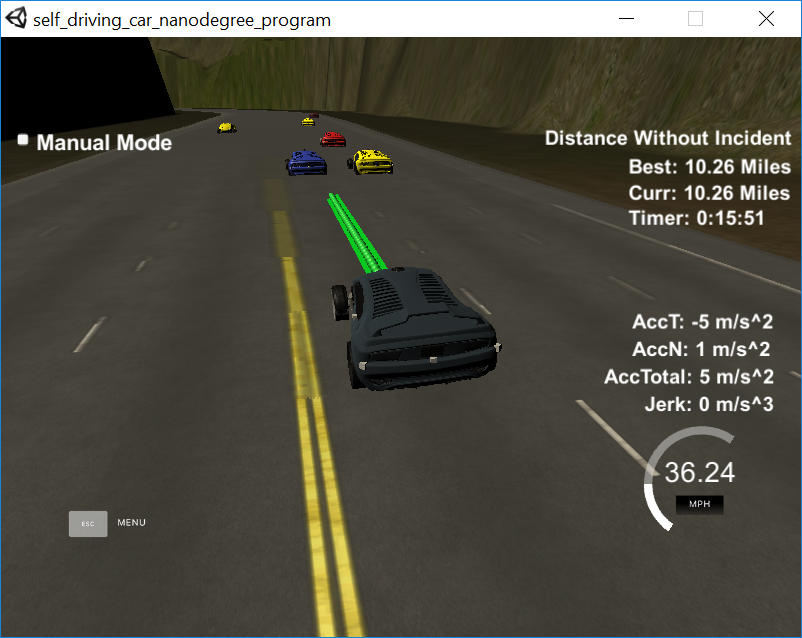 self_driving_car_nanodegree_program
Manual Mode
Distance Without Incident
Best: 10.26 Miles
Curr: 10.26 Miles
Timer: 0:15:51
AccT: -5 m/s^2
AccN: 1 m/s^2
AccTotal: 5 m/s^2
Jerk: 0 m/s^3
36.24
MPH
ESC MENU